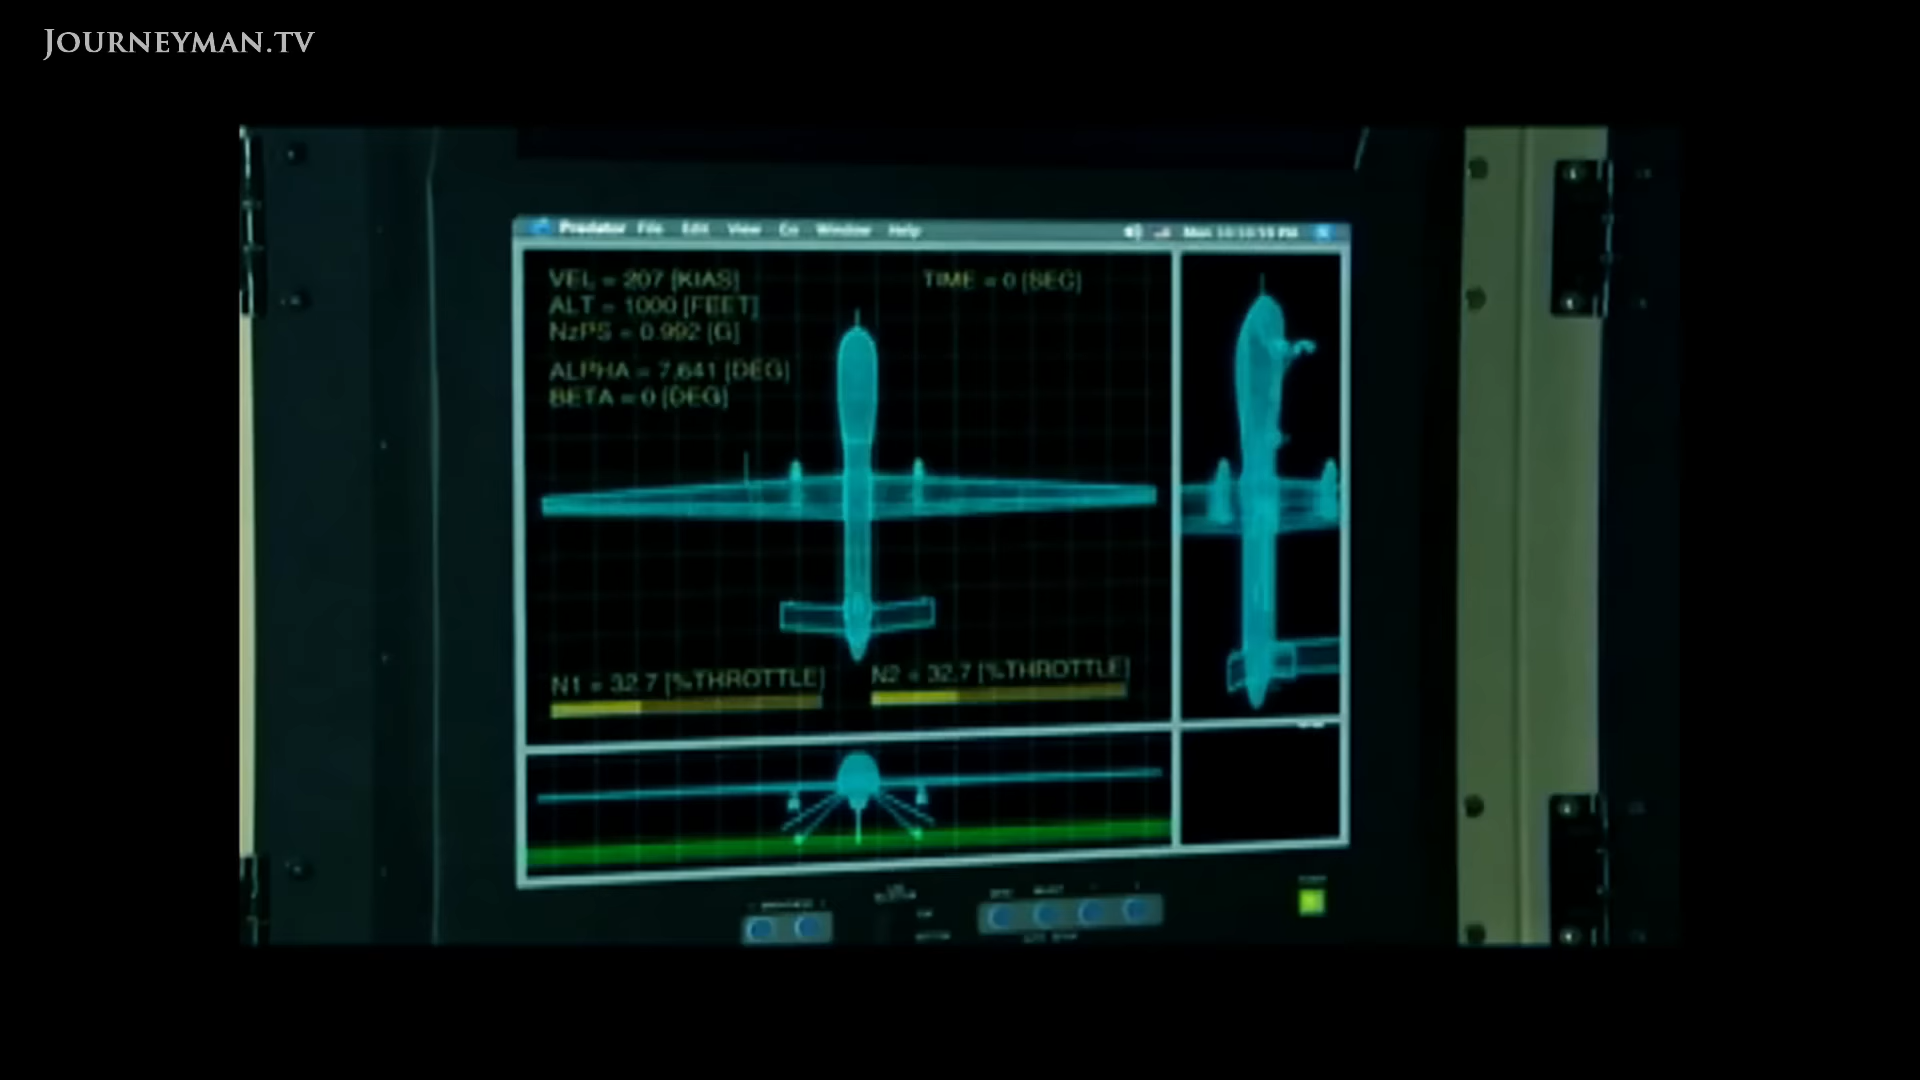 JOURNEYMAN.TV
Predator File Edit View Go Window Help
VEL = 207 [KIAS]
TIME = 0 [SEC]
ALT = 1000 [FEET]
NzPS = 0.992 [G]
ALPHA = 7.641 [DEG]
BETA = 0 [DEG]
N1 = 32.7 [%THROTTLE]
N2 = 32.7 [%THROTTLE]